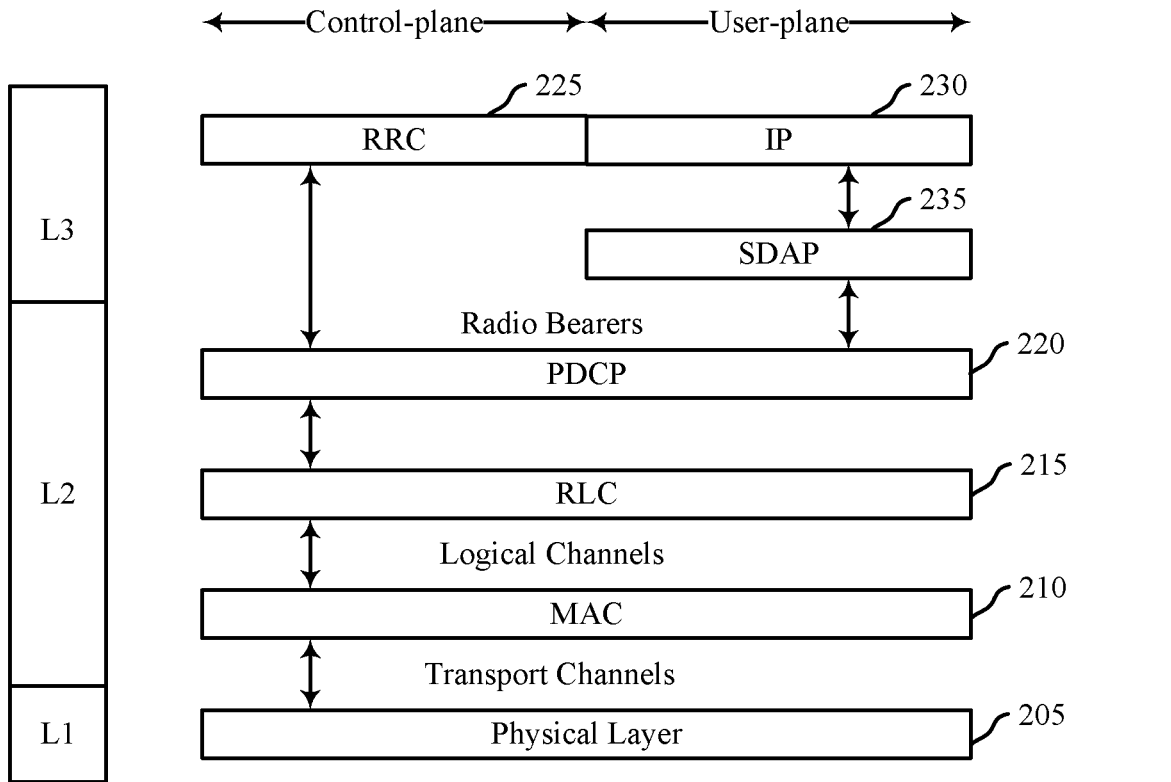 Control-plane User-plane
225 230
RRC IP
235
L3 SDAP
Radio Bearers
220
PDCP
215
L2 RLC
Logical Channels
210
MAC
Transport Channels
205
L1 Physical Layer